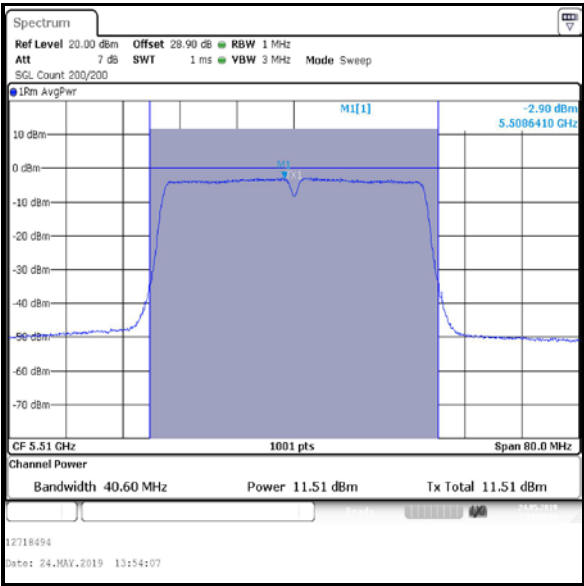 Spectrum
Ref Level 20.00 dBm Offset 28.90 dB RBW 1 MHz
Att 7 dB SWT 1 ms VBW 3 MHz Mode Sweep
SGL Count 200/200
1Rm AvgPwr
M1[1] -2.90 dBm
5.5086410 GHz
10 dBm
M1
0 dBm
-10 dBm
-20 dBm
-30 dBm
-40 dBm
-50 dBm
-60 dBm
-70 dBm
CF 5.51 GHz 1001 pts Span 80.0 MHz
Channel Power
Bandwidth 40.60 MHz Power 11.51 dBm Tx Total 11.51 dBm
Ready 24.05.2019
12718494
Date: 24.MAY.2019 13:54:07